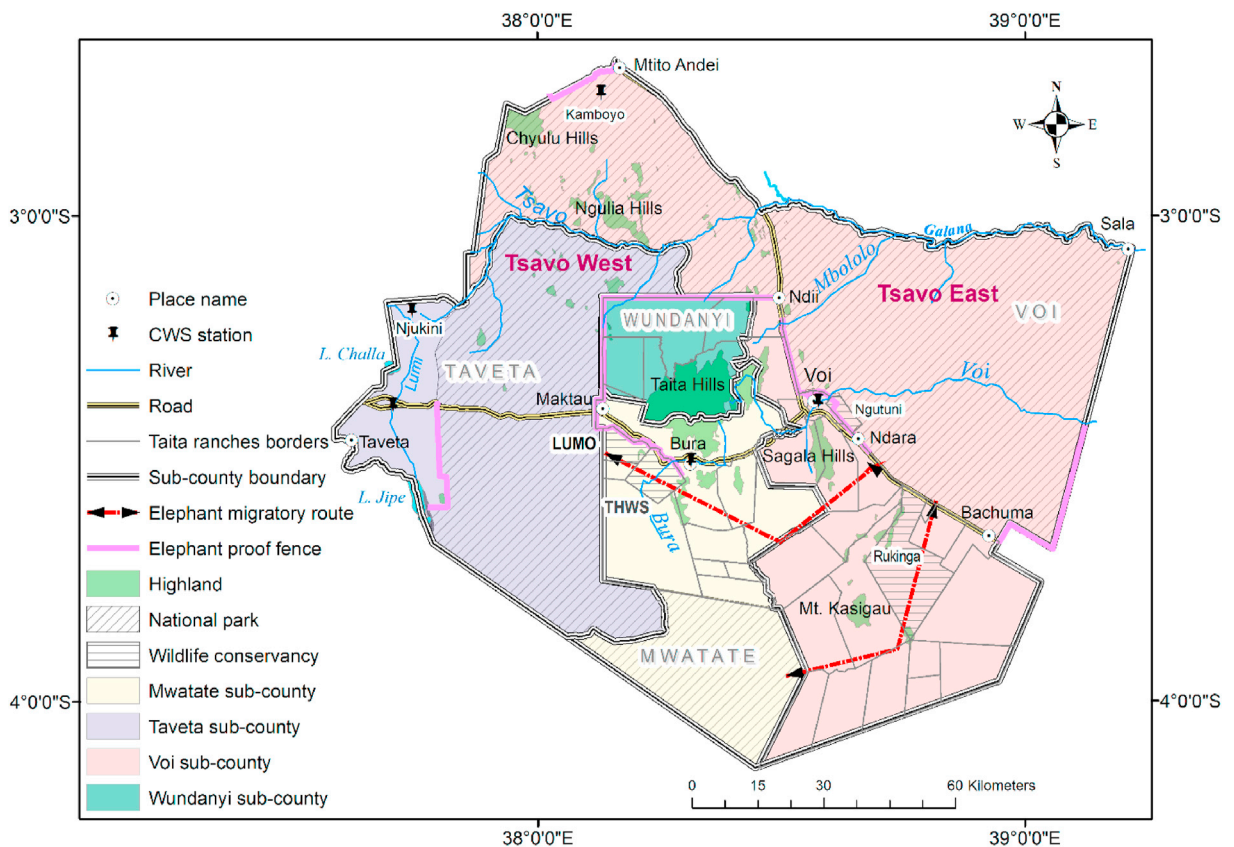 38°0'0"E
39°0'0"E
Mtito Andei
Kamboyo
Chyulu Hills
N
W
E
S
Tsavo
Ngulia Hills
3°0'0"S
3°0'0"S
Sala
Galana
Tsavo West
Mbololo
Tsavo East
Ndii
VOI
Place name
Njukini
WUNDANYI
CWS station
L. Challa
Lumi
River
TAVETA
Taita Hills
Voi
Voi
Road
Maktau
Ngutuni
Taita ranches borders
Taveta
LUMO
Bura
Ndara
Sagala Hills
Sub-county boundary
L. Jipe
THWS
Elephant migratory route
Bachuma
Bura
Elephant proof fence
Rukinga
Highland
Mt. Kasigau
National park
Wildlife conservancy
MWATATE
Mwatate sub-county
4°0'0"S
4°0'0"S
Taveta sub-county
Voi sub-county
0 15 30 60 Kilometers
Wundanyi sub-county
38°0'0"E
39°0'0"E